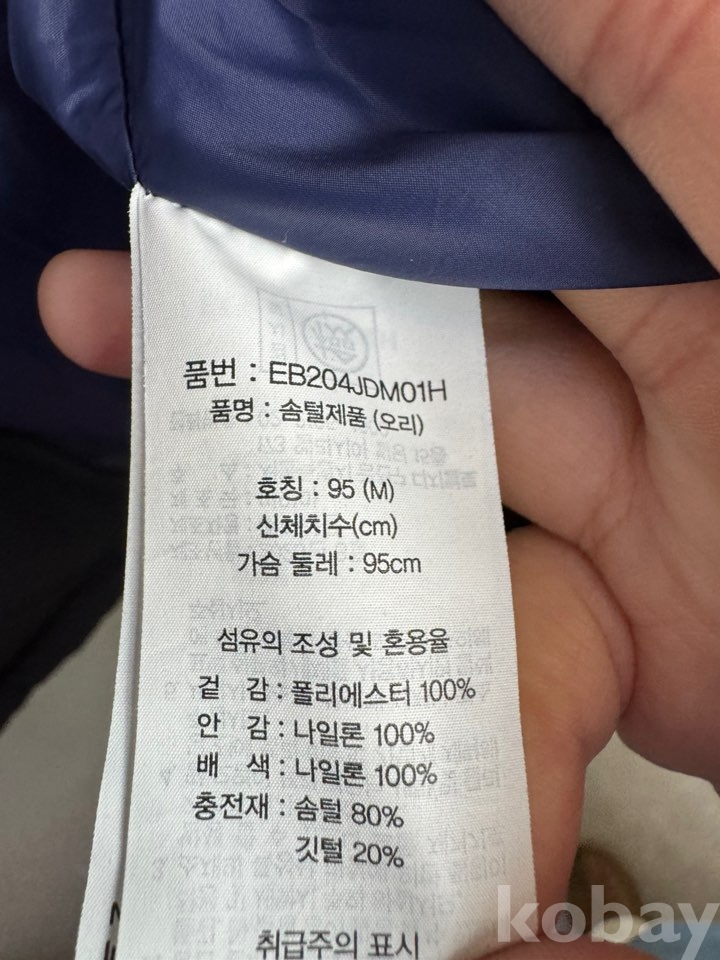 품번 : EB204JDM01H
품명 : 솜털제품 (오리)
호칭 : 95 (M)
신체치수(cm)
가슴 둘레 : 95cm
섬유의 조성 및 혼용율
겉 감 : 폴리에스터 100%
안 감 : 나일론 100%
배 색 : 나일론 100%
충전재 : 솜털 80%
깃털 20%
취급주의 표시
kobay